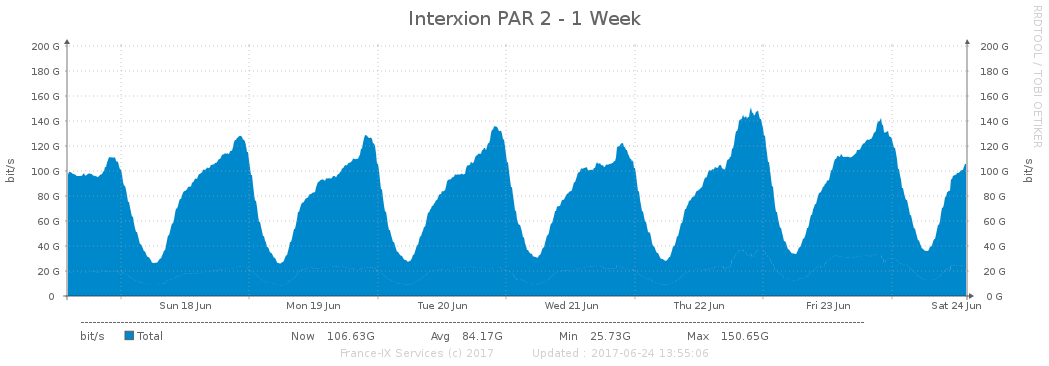 Interxion PAR 2 - 1 Week
RRDTOOL / TOBI OETIKER
200 G 200 G
180 G 180 G
160 G 160 G
140 G 140 G
120 G 120 G
100 G 100 G
80 G 80 G
60 G 60 G
40 G 40 G
20 G 20 G
0 0 G
bit/s
bit/s
Sun 18 Jun Mon 19 Jun Tue 20 Jun Wed 21 Jun Thu 22 Jun Fri 23 Jun Sat 24 Jun
bit/s Total Now 106.63G Avg 84.17G Min 25.73G Max 150.65G
France-IX Services (c) 2017 Updated : 2017-06-24 13:55:06